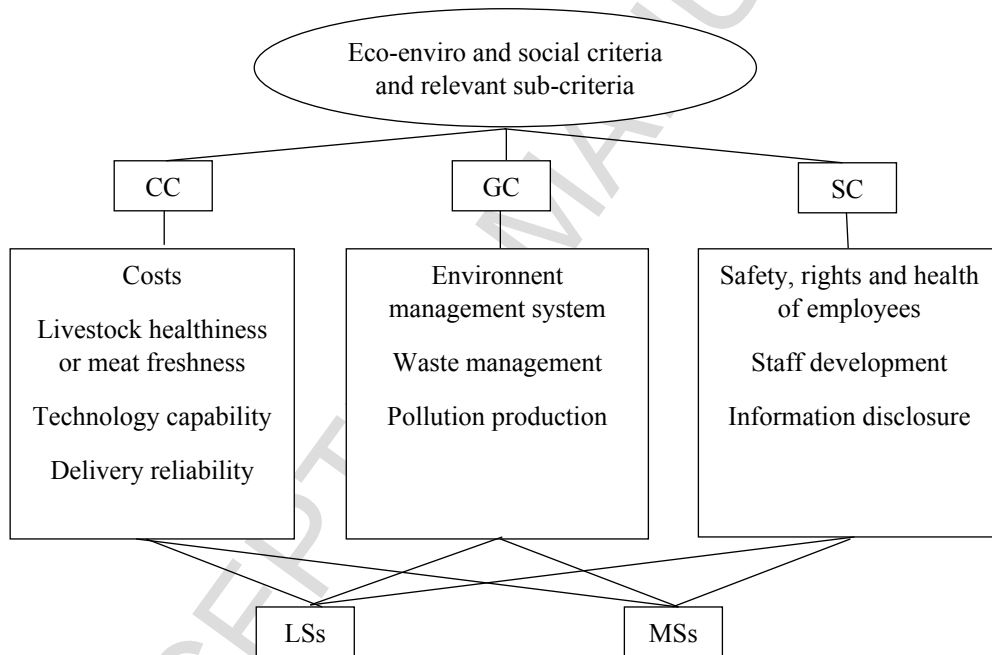 Eco-enviro and social criteria
and relevant sub-criteria
CC
GC
SC
Costs
Livestock healthiness
or meat freshness
Technology capability
Delivery reliability
Environnent
management system
Waste management
Pollution production
Safety, rights and health
of employees
Staff development
Information disclosure
LSs
MSs